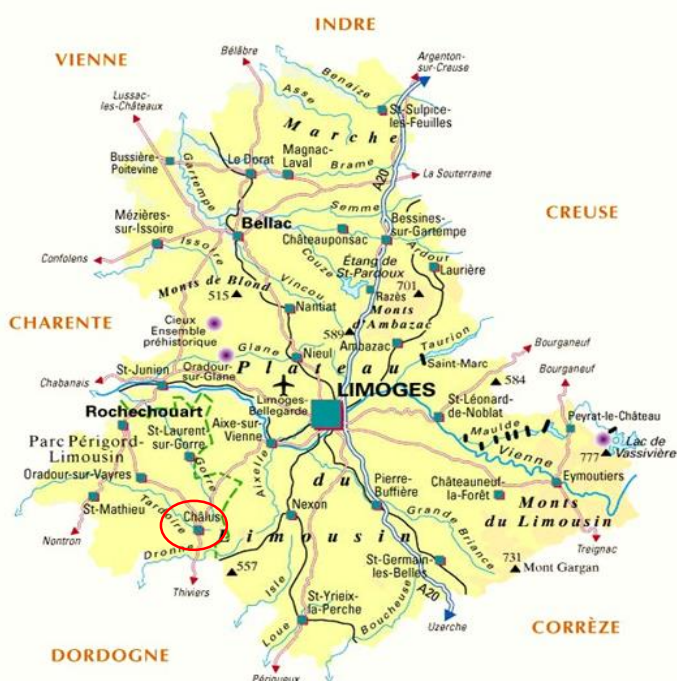 INDRE
VIENNE
Bélâbre
Argenton-
sur-Creuse
Benaize
Asse
Lussac-
les-Châteaux
St-Sulpice-
les-Feuilles
Marche
Bussière-
Poitevine
Le Dorat
Magnac-
Laval
Brame
La Souterraine
A20
Gartempe
Semme
CREUSE
Mézières-
sur-Issoire
Bellac
Châteauponsac
Bessines-
sur-Gartempe
Issoire
Couze
Ardour
Confolens
Étang de
St-Pardoux
Laurière
Monts de Blond
515
Vincou
701
Razès
Nantiat
Monts
d'Ambazac
CHARENTE
Cieux
Ensemble
préhistorique
589
Ambazac
Taurion
Bourganeuf
Glane
Nieul
Saint-Marc
Bourganeuf
St-Junien
Oradour-
sur-Glane
Plateau
Chabanais
LIMOGES
584
Limoges-
Bellegarde
St-Léonard-
de-Noblat
Rochechouart
Peyrat-le-Château
Aixe-sur-
Vienne
St-Laurent
sur-Gorre
Maulde
Lac de
Vassivière
Parc Périgord-
Limousin
Vienne
777
Gorre
Aixelle
Oradour-sur-Vayres
du
Pierre-
Buffière
Châteauneuf-
la-Forêt
Eymoutiers
St-Mathieu
Tardoire
Châlus
Nexon
Monts
du Limousin
Grande Briance
Limousin
Nontron
Dronne
Treignac
557
St-Germain-
les-Belles
731
Mont Gargan
Thiviers
Isle
St-Yrieix-
la-Perche
Boucheuse
A20
Uzerche
Loue
CORRÈZE
DORDOGNE
Périgueux